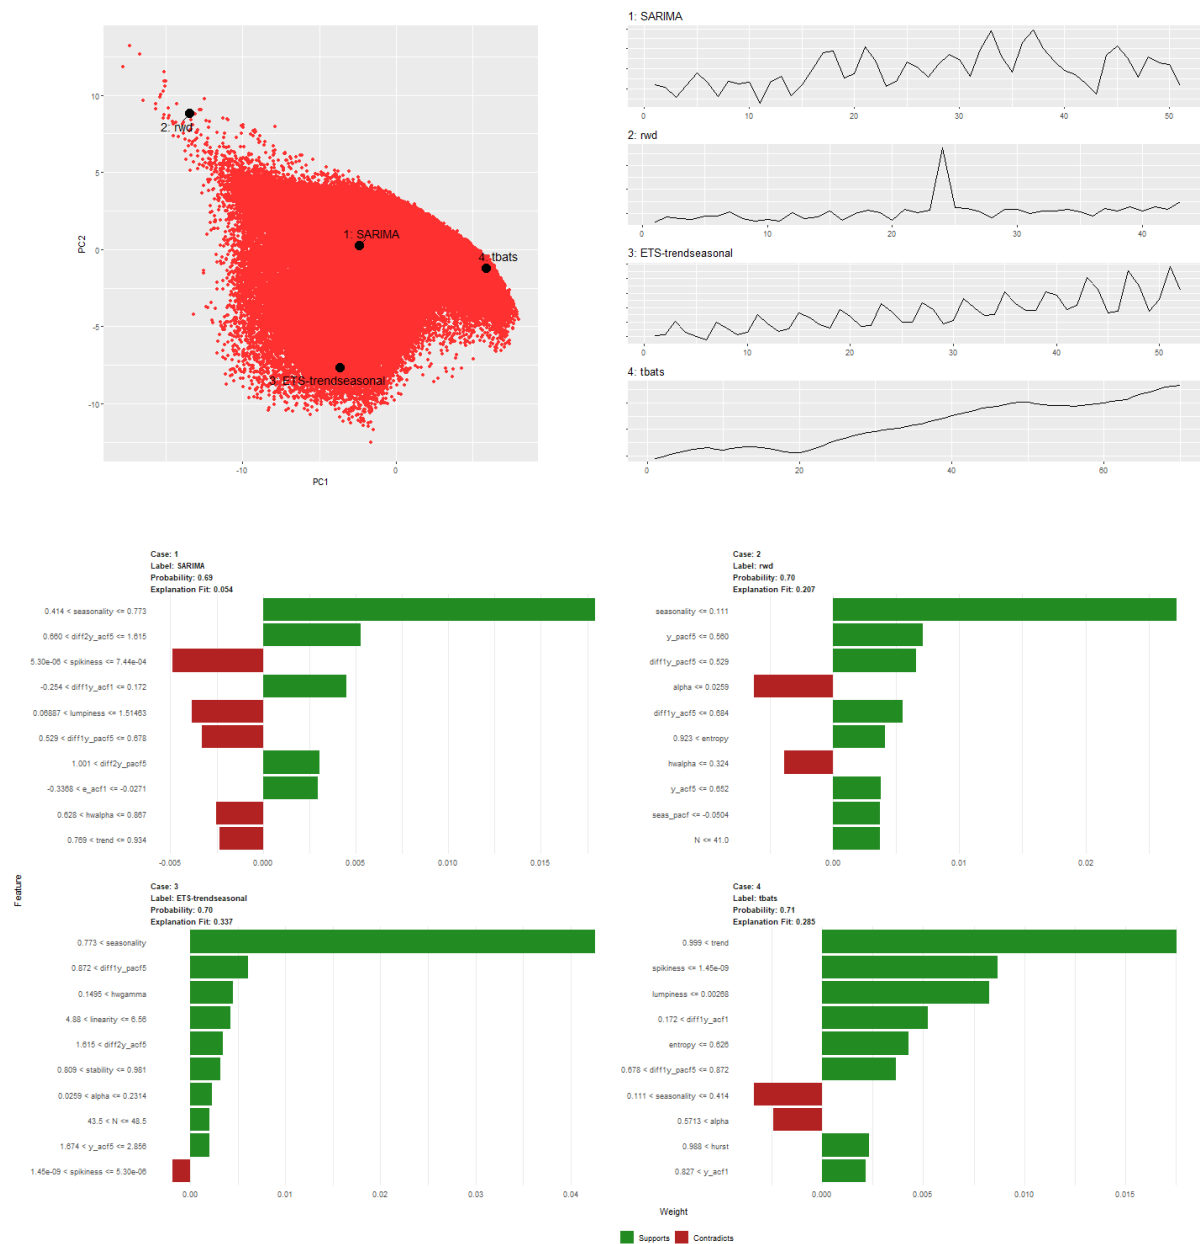 1: SARIMA
10
5
0
-5
-10
PC2
2: rwd
1: SARIMA
4: tbats
3: ETS-trendseasonal
-10
-5
0
PC1
0
10
20
30
40
50
2: rwd
0
10
20
30
40
3: ETS-trendseasonal
0
10
20
30
40
50
4: tbats
0
20
40
60
Case: 1
Label: SARIMA
Probability: 0.69
Explanation Fit: 0.054
0.414 < seasonality <= 0.773
0.660 < diff2y_acf5 <= 1.615
5.30e-06 < spikiness <= 7.44e-04
-0.254 < diff1y_acf1 <= 0.172
0.06887 < lumpiness <= 1.51463
0.529 < diff1y_pacf5 <= 0.678
1.001 < diff2y_pacf5
-0.3368 < e_acf1 <= -0.0271
0.628 < hwalpha <= 0.867
0.769 < trend <= 0.934
-0.005
0.000
0.005
0.010
0.015
Case: 2
Label: rwd
Probability: 0.70
Explanation Fit: 0.207
seasonality <= 0.111
y_pacf5 <= 0.560
diff1y_pacf5 <= 0.529
alpha <= 0.0259
diff1y_acf5 <= 0.684
0.923 < entropy
hwalpha <= 0.324
y_acf5 <= 0.652
seas_pacf <= -0.0504
N <= 41.0
0.00
0.01
0.02
Feature
Case: 3
Label: ETS-trendseasonal
Probability: 0.70
Explanation Fit: 0.337
0.773 < seasonality
0.872 < diff1y_pacf5
0.1495 < hwgamma
4.88 < linearity <= 6.56
1.615 < diff2y_acf5
0.809 < stability <= 0.981
0.0259 < alpha <= 0.2314
43.5 < N <= 48.5
1.674 < y_acf5 <= 2.856
1.45e-09 < spikiness <= 5.30e-06
0.00
0.01
0.02
0.03
0.04
Case: 4
Label: tbats
Probability: 0.71
Explanation Fit: 0.285
0.999 < trend
spikiness <= 1.45e-09
lumpiness <= 0.00268
0.172 < diff1y_acf1
entropy <= 0.626
0.678 < diff1y_pacf5 <= 0.872
0.111 < seasonality <= 0.414
0.5713 < alpha
0.988 < hurst
0.827 < y_acf1
0.000
0.005
0.010
0.015
Weight
Supports
Contradicts